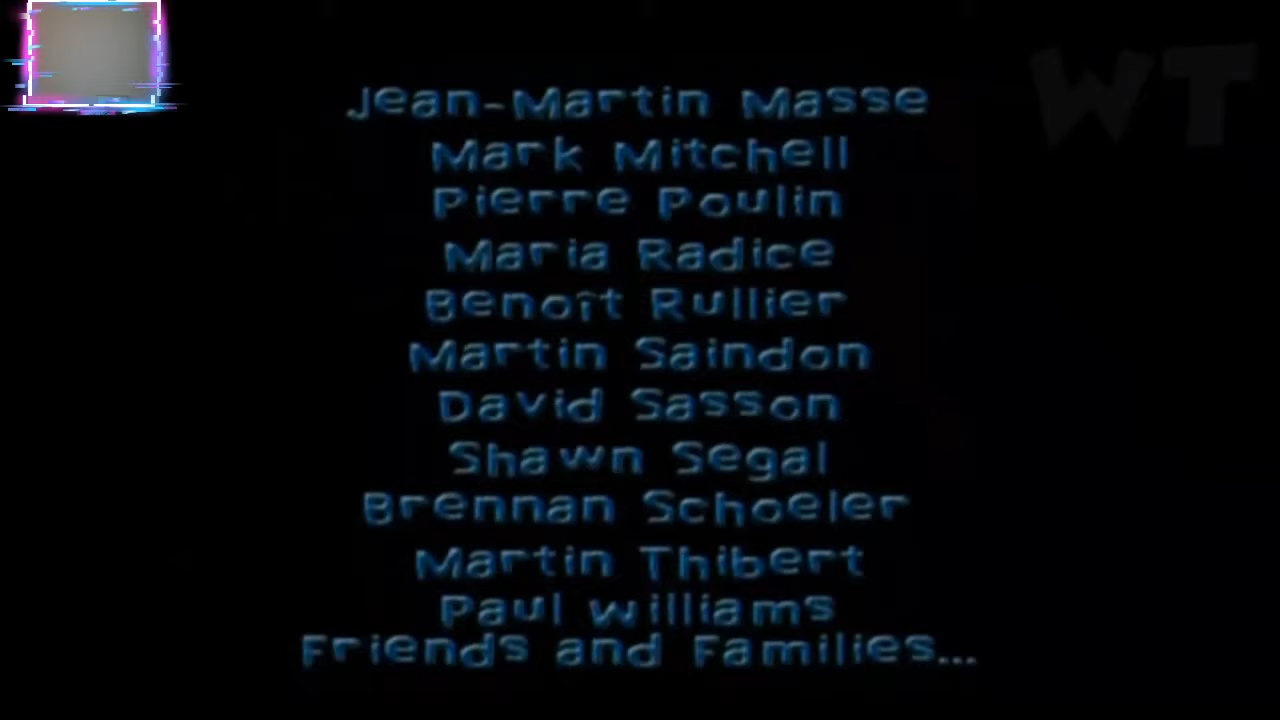 WT
Jean-Martin Masse
Mark Mitchell
Pierre Poulin
Maria Radice
Benoît Rullier
Martin Saindon
David Sasson
Shawn Segal
Brennan Schoeler
Martin Thibert
Paul Williams
Friends and Families...